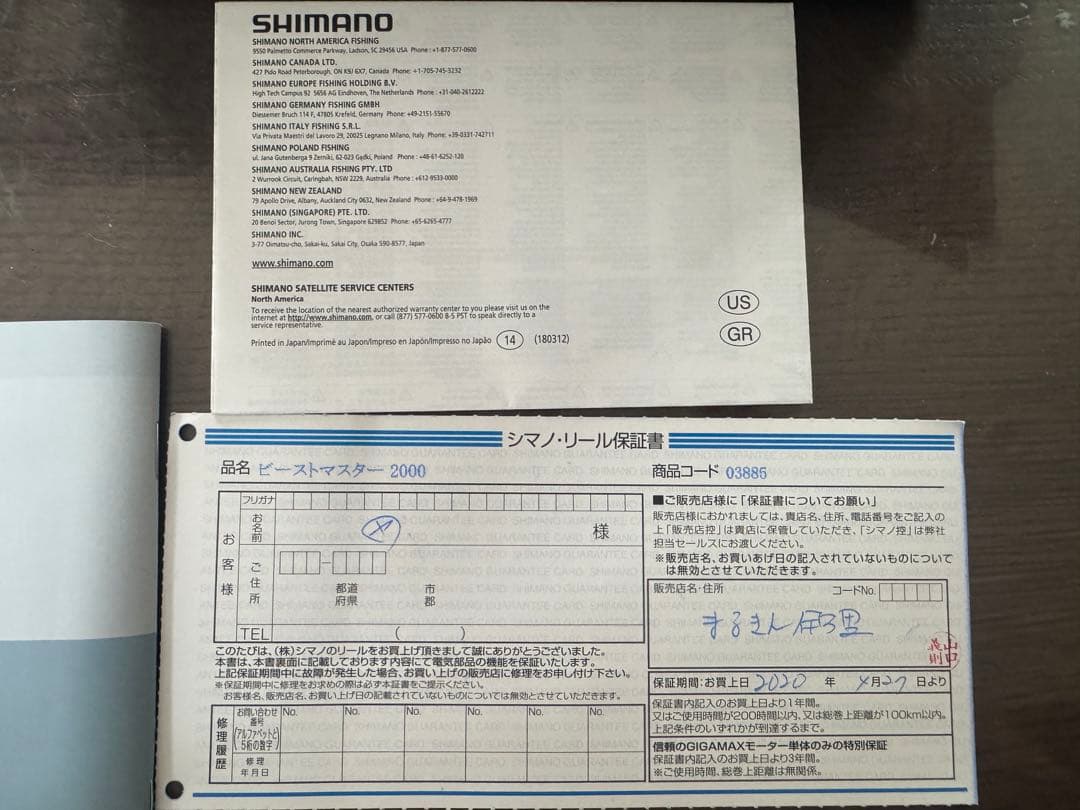 SHIMANO
SHIMANO NORTH AMERICA FISHING
9550 Palmetto Commerce Parkway, Ladson, SC 29456 USA Phone : +1-877-577-0600
SHIMANO CANADA LTD.
427 Pido Road Peterborough, ON K9J 6X7, Canada Phone: +1-705-745-3232
SHIMANO EUROPE FISHING HOLDING B.V.
High Tech Campus 92 5656 AG Eindhoven, The Netherlands Phone : +31-040-2612222
SHIMANO GERMANY FISHING GMBH
Diessemer Bruch 114 F, 47805 Krefeld, Germany Phone: +49-2151-55670
SHIMANO ITALY FISHING S.R.L.
Via Privata Maestri del Lavoro 29, 20025 Legnano Milano, Italy Phone: +39-0331-742711
SHIMANO POLAND FISHING
ul. Jana Gutenberga 9 Zerniki, 62-023 Gądki, Poland Phone : +48-61-6252-120
SHIMANO AUSTRALIA FISHING PTY. LTD
2 Wurrook Circuit, Caringbah, NSW 2229, Australia Phone : +612-9533-0000
SHIMANO NEW ZEALAND
79 Apollo Drive, Albany, Auckland City 0632, New Zealand Phone : +64-9-478-1969
SHIMANO (SINGAPORE) PTE. LTD.
20 Benoi Sector, Jurong Town, Singapore 629852 Phone: +65-6265-4777
SHIMANO INC.
3-77 Oimatsu-cho, Sakai-ku, Sakai City, Osaka 590-8577, Japan
www.shimano.com
SHIMANO SATELLITE SERVICE CENTERS
North America
To receive the location of the nearest authorized warranty center to you please visit us on the
internet at http://www.shimano.com, or call (877) 577-0600 8-5 PST to speak directly to a
service representative.
Printed in Japan/Imprimé au Japon/Impreso en Japón/Impresso no Japão 14 (180312)
US
GR
シマノ・リール保証書
品名 ビーストマスター 2000
商品コード 03885
フリガナ
お客様
お名前
様
ご住所
都道府県
市郡
TEL ( )
このたびは、(株)シマノのリールをお買上げ頂きまして誠にありがとうございました。
本書は、本書裏面に記載しております内容にて電気部品の機能を保証いたします。
上記保証期間中に故障が発生した場合、お買い上げの販売店に修理をお申し付け下さい。
※保証期間中に修理をお求めの際は必ず本証書をご提示ください。
お客様名、販売店名、お買い上げ日の記載されていないものについては無効とさせていただきます。
修理履歴
お問い合わせ番号(アルファベットと5桁の数字)
No. No. No. No. No. No.
修理年月日
■ご販売店様に「保証書についてお願い」
販売店様におかれましては、貴店名、住所、電話番号をご記入の
上「販売店控」は貴店に保管していただき、「シマノ控」は弊社
担当セールスにお渡しください。
※販売店名、お買いあげ日の記入されていないものについて
は無効とさせていただきます。
販売店名・住所
コードNo.
まるきん
山口
保証期間:お買上日 2020 年 4月27日より
保証書内記入のお買上日より1年間。
又はご使用時間が200時間以内、又は総巻上距離が100km以内。
上記条件のいずれかが到達するまで。
信頼のGIGAMAXモーター単体のみの特別保証
保証書内記入のお買上日より3年間。
※ご使用時間、総巻上距離は無関係。